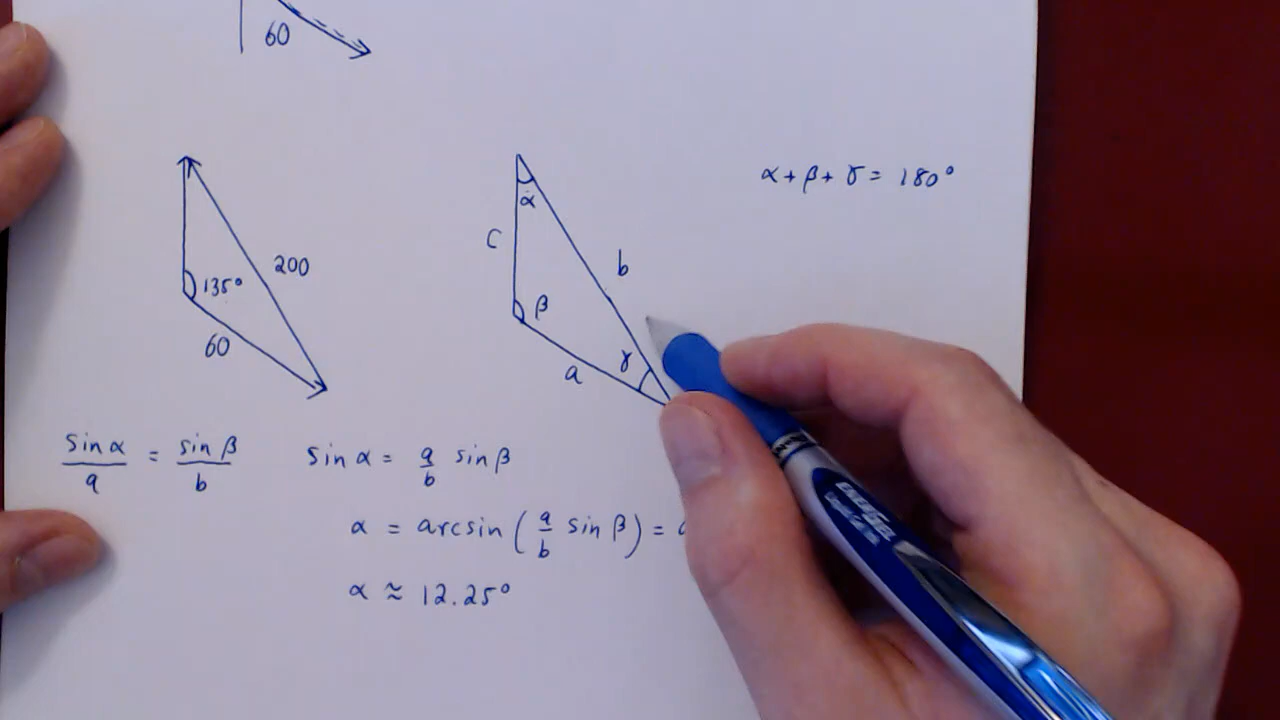 60
α + β + γ = 180°
α
c
b
200
135°
β
60
γ
a
sin α / a = sin β / b
sin α = a/b sin β
α = arcsin ( a/b sin β ) =
α ≈ 12.25°